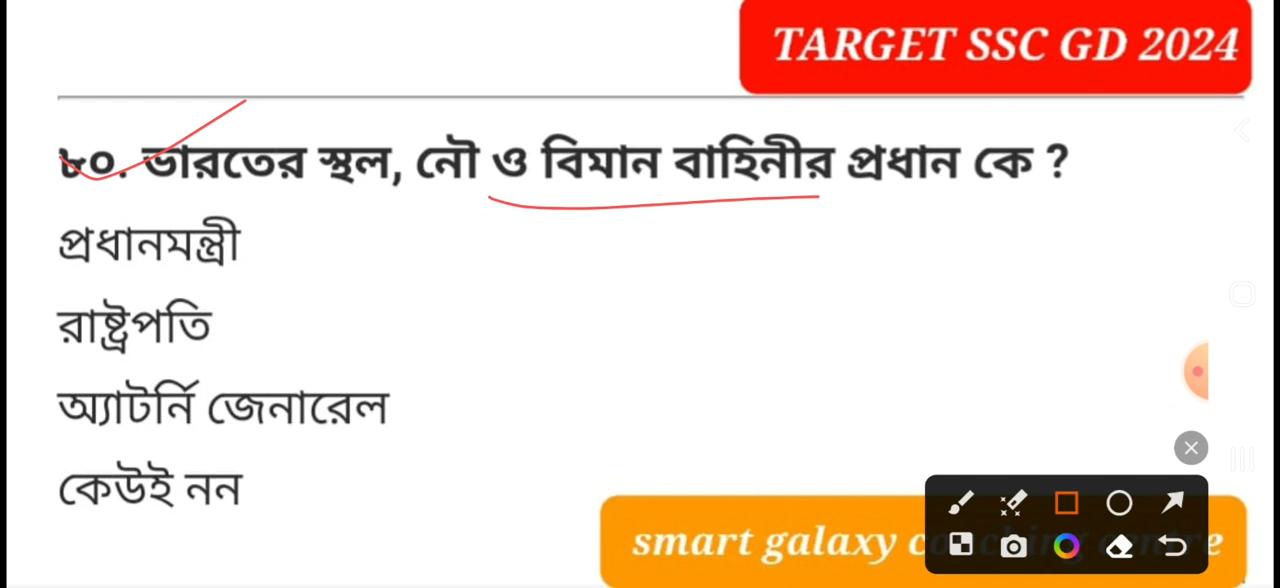 TARGET SSC GD 2024
৮০. ভারতের স্থল, নৌ ও বিমান বাহিনীর প্রধান কে ?
প্রধানমন্ত্রী
রাষ্ট্রপতি
অ্যাটর্নি জেনারেল
কেউই নন
smart galaxy